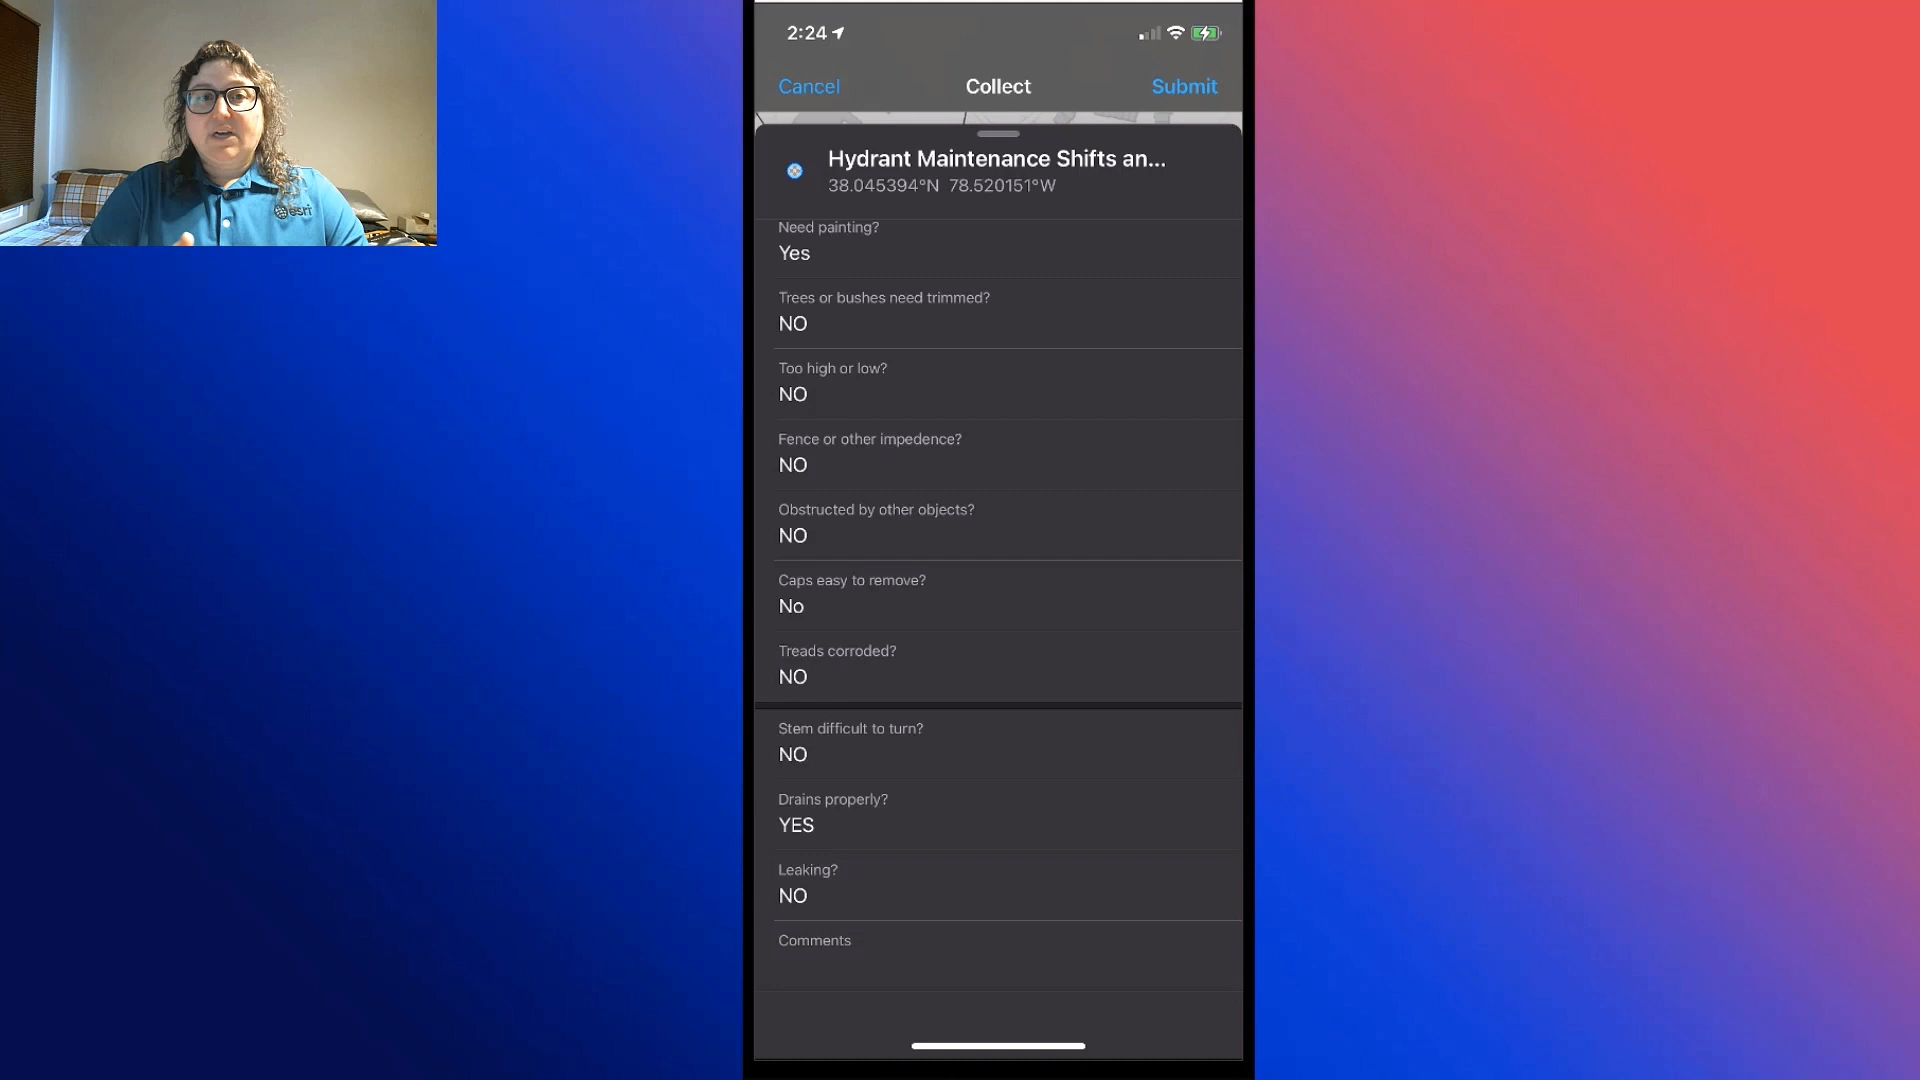 esri
2:24
Cancel
Collect
Submit
Hydrant Maintenance Shifts an...
38.045394°N 78.520151°W
Need painting?
Yes
Trees or bushes need trimmed?
NO
Too high or low?
NO
Fence or other impedence?
NO
Obstructed by other objects?
NO
Caps easy to remove?
No
Treads corroded?
NO
Stem difficult to turn?
NO
Drains properly?
YES
Leaking?
NO
Comments